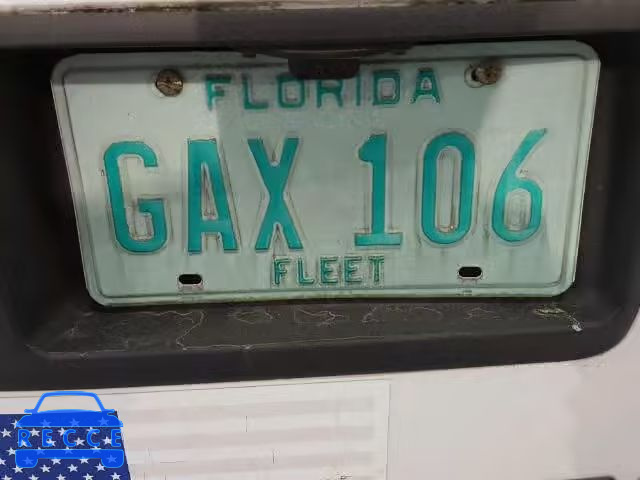 FLORIDA
GAX 106
FLEET
RECCE